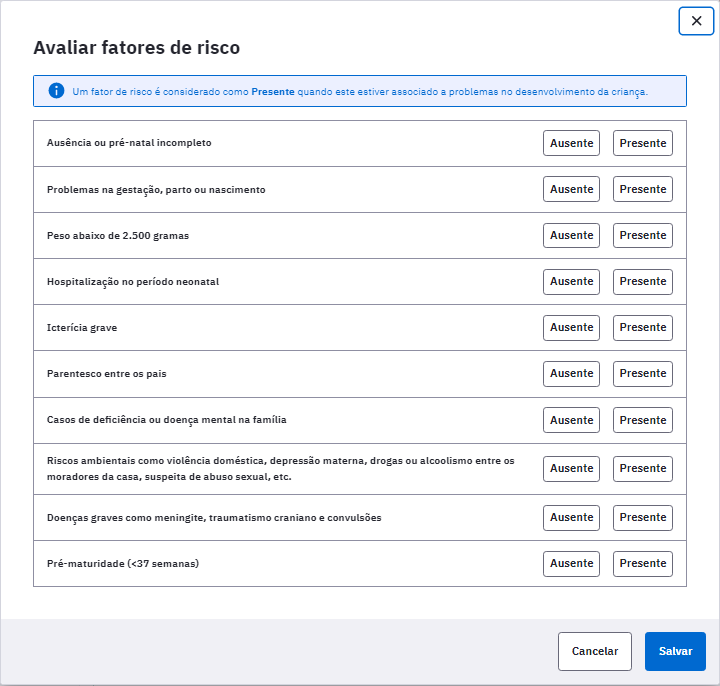 Avaliar fatores de risco
Um fator de risco é considerado como Presente quando este estiver associado a problemas no desenvolvimento da criança.
Ausência ou pré-natal incompleto Ausente Presente
Problemas na gestação, parto ou nascimento Ausente Presente
Peso abaixo de 2.500 gramas Ausente Presente
Hospitalização no período neonatal Ausente Presente
Icterícia grave Ausente Presente
Parentesco entre os pais Ausente Presente
Casos de deficiência ou doença mental na família Ausente Presente
Riscos ambientais como violência doméstica, depressão materna, drogas ou alcoolismo entre os
moradores da casa, suspeita de abuso sexual, etc. Ausente Presente
Doenças graves como meningite, traumatismo craniano e convulsões Ausente Presente
Pré-maturidade (<37 semanas) Ausente Presente
Cancelar Salvar